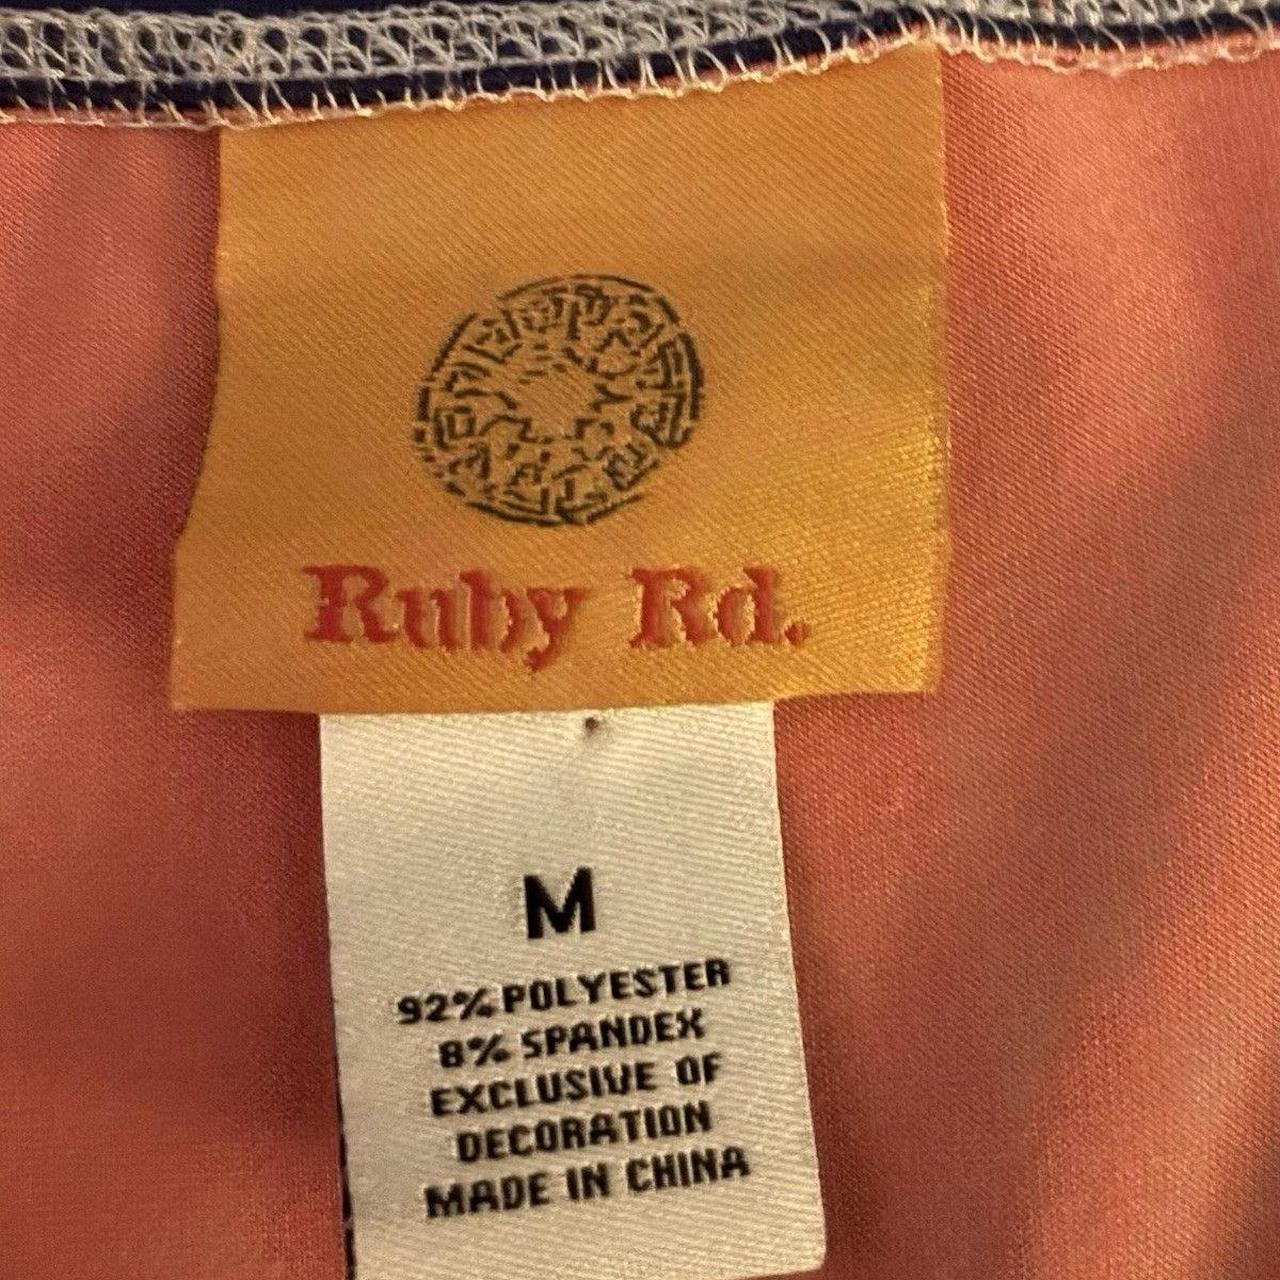 Ruby Rd.
M
92% POLYESTER
8% SPANDEX
EXCLUSIVE OF
DECORATION
MADE IN CHINA